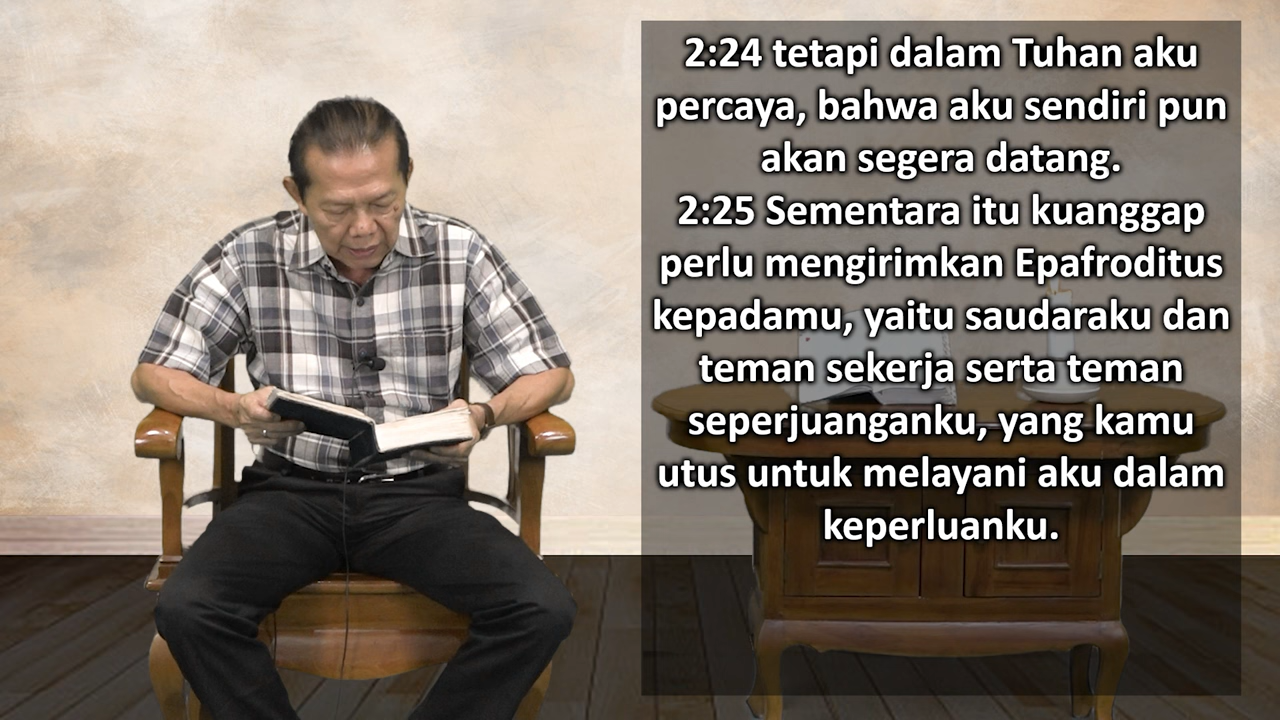 2:24 tetapi dalam Tuhan aku
percaya, bahwa aku sendiri pun
akan segera datang.
2:25 Sementara itu kuanggap
perlu mengirimkan Epafroditus
kepadamu, yaitu saudaraku dan
teman sekerja serta teman
seperjuanganku, yang kamu
utus untuk melayani aku dalam
keperluanku.